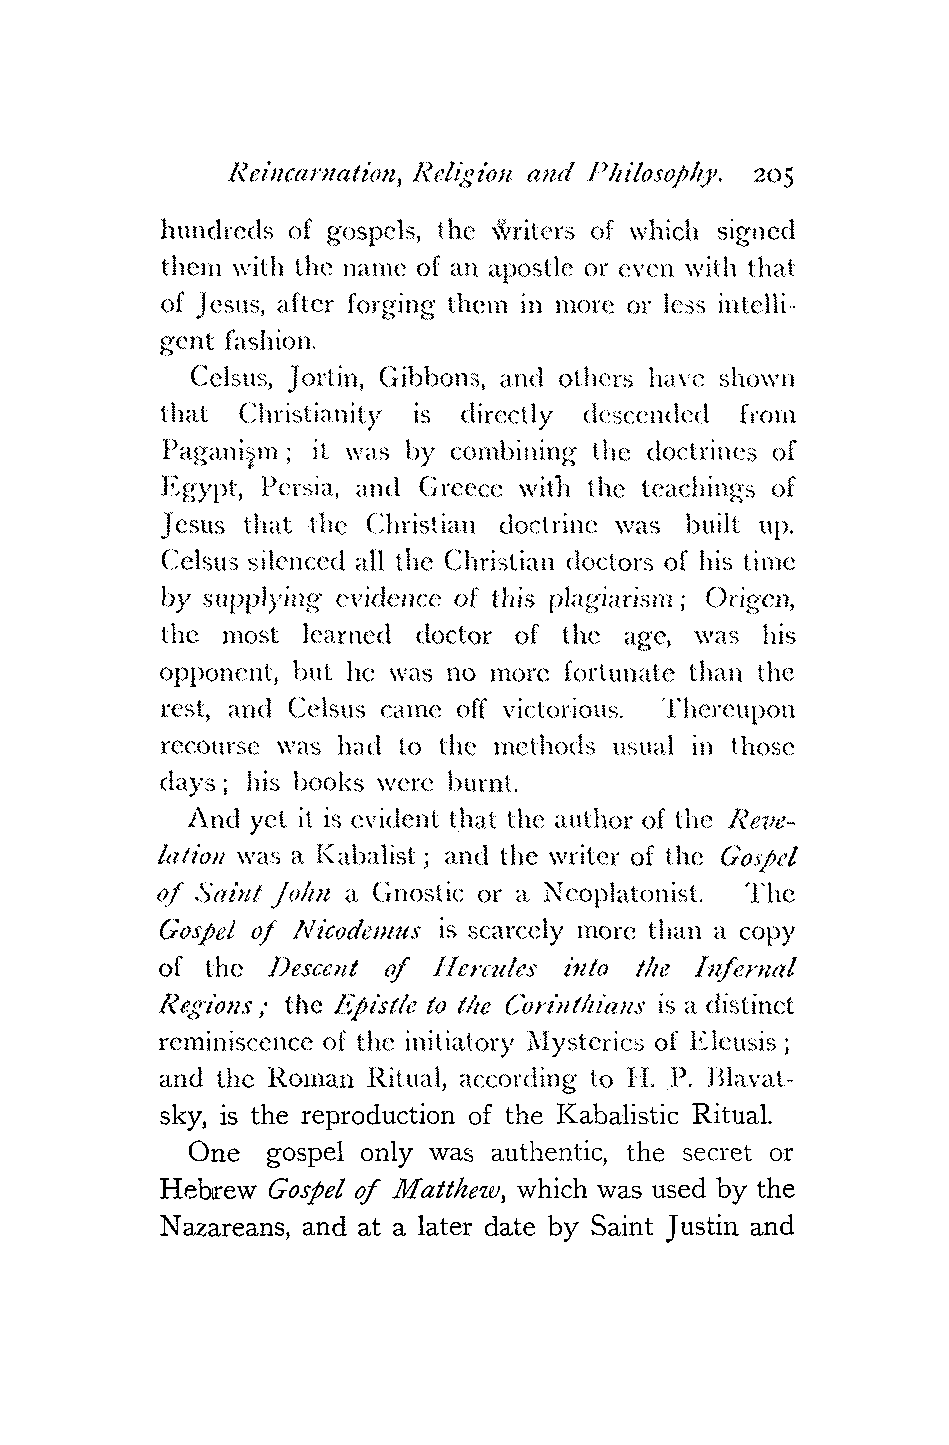 Reincarnation, Religion and Philosophy. 205
hundreds of gospels, the writers of which signed
them with the name of an apostle or even with that
of Jesus, after forging them in more or less intelli-
gent fashion.
Celsus, Jortin, Gibbons, and others have shown
that Christianity is directly descended from
Paganism; it was by combining the doctrines of
Egypt, Persia, and Greece with the teachings of
Jesus that the Christian doctrine was built up.
Celsus silenced all the Christian doctors of his time
by supplying evidence of this plagiarism; Origen,
the most learned doctor of the age, was his
opponent, but he was no more fortunate than the
rest, and Celsus came off victorious. Thereupon
recourse was had to the methods usual in those
days; his books were burnt.
And yet it is evident that the author of the Reve-
lation was a Kabalist; and the writer of the Gospel
of Saint John a Gnostic or a Neoplatonist. The
Gospel of Nicodemus is scarcely more than a copy
of the Descent of Hercules into the Infernal
Regions; the Epistle to the Corinthians is a distinct
reminiscence of the initiatory Mysteries of Eleusis;
and the Roman Ritual, according to H. P. Blavat-
sky, is the reproduction of the Kabalistic Ritual.
One gospel only was authentic, the secret or
Hebrew Gospel of Matthew, which was used by the
Nazareans, and at a later date by Saint Justin and